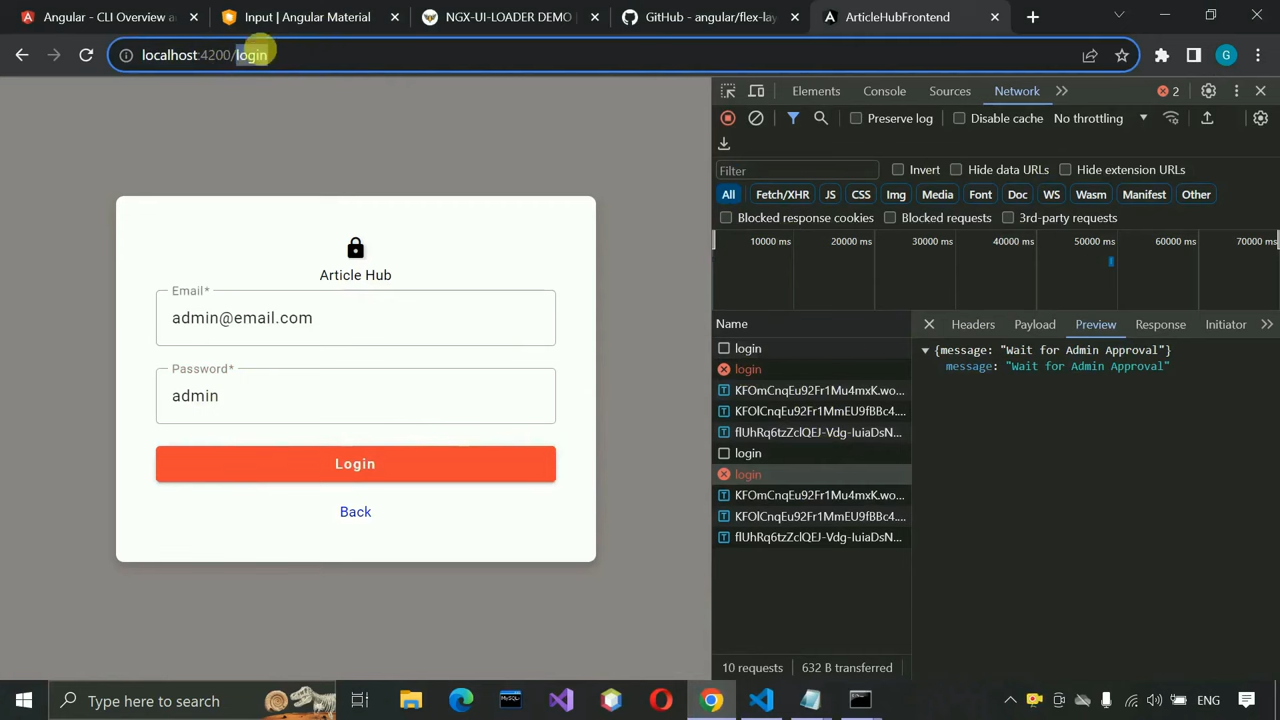 Angular - CLI Overview a
Input | Angular Material
NGX-UI-LOADER DEMO
GitHub - angular/flex-lay
ArticleHubFrontend
localhost:4200/login
G
Elements
Console
Sources
Network
2
Preserve log
Disable cache
No throttling
Filter
Invert
Hide data URLs
Hide extension URLs
All
Fetch/XHR
JS
CSS
Img
Media
Font
Doc
WS
Wasm
Manifest
Other
Blocked response cookies
Blocked requests
3rd-party requests
10000 ms
20000 ms
30000 ms
40000 ms
50000 ms
60000 ms
70000 ms
Article Hub
Email*
admin@email.com
Password*
admin
Login
Back
Name
login
login
KFOmCnqEu92Fr1Mu4mxK.wo...
KFOlCnqEu92Fr1MmEU9fBBc4....
flUhRq6tzZclQEJ-Vdg-IuiaDsN...
login
login
KFOmCnqEu92Fr1Mu4mxK.wo...
KFOlCnqEu92Fr1MmEU9fBBc4....
flUhRq6tzZclQEJ-Vdg-IuiaDsN...
Headers
Payload
Preview
Response
Initiator
{message: "Wait for Admin Approval"}
message: "Wait for Admin Approval"
10 requests
632 B transferred
Type here to search
ENG